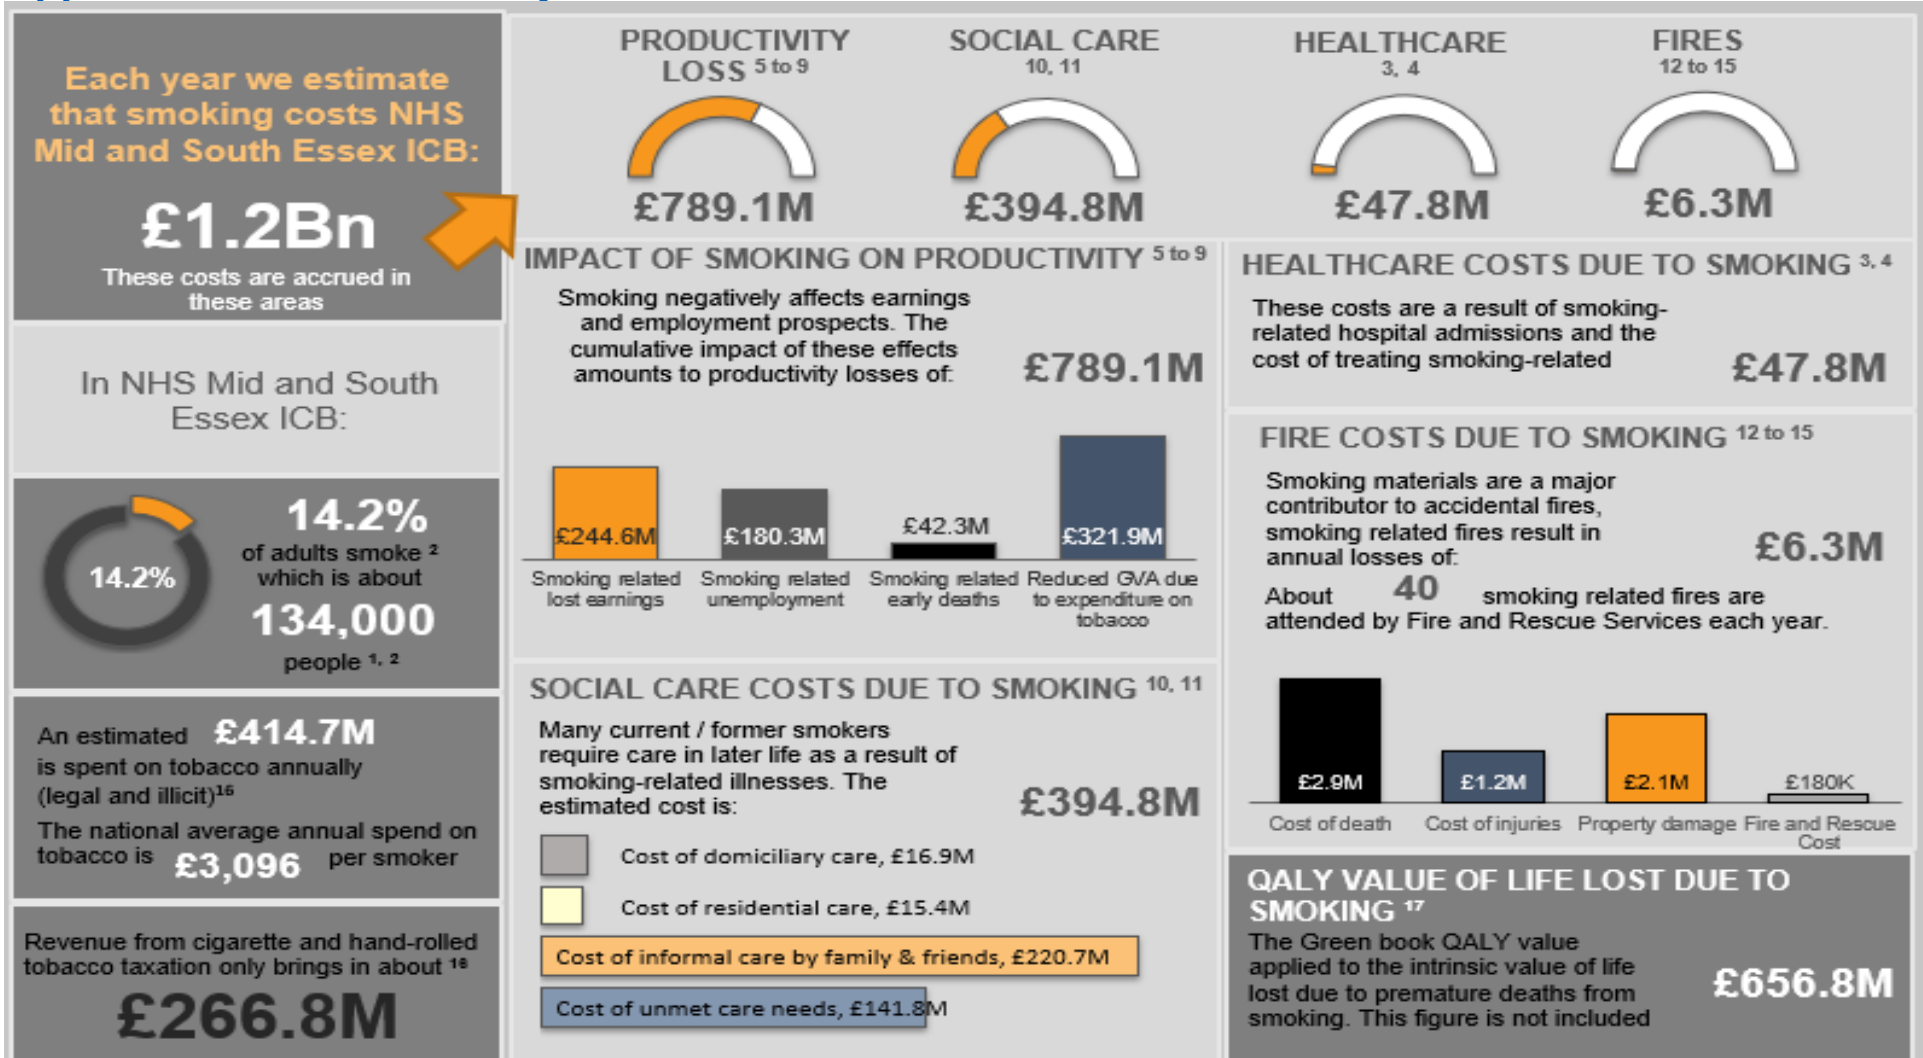 Each year we estimate
that smoking costs NHS
Mid and South Essex ICB:
£1.2Bn
These costs are accrued in
these areas
PRODUCTIVITY
LOSS 5 to 9
£789.1M
SOCIAL CARE
10, 11
£394.8M
HEALTHCARE
3, 4
£47.8M
FIRES
12 to 15
£6.3M
In NHS Mid and South
Essex ICB:
14.2%
14.2%
of adults smoke 2
which is about
134,000
people 1, 2
An estimated £414.7M
is spent on tobacco annually
(legal and illicit)16
The national average annual spend on
tobacco is £3,096 per smoker
Revenue from cigarette and hand-rolled
tobacco taxation only brings in about 16
£266.8M
IMPACT OF SMOKING ON PRODUCTIVITY 5 to 9
Smoking negatively affects earnings
and employment prospects. The
cumulative impact of these effects
amounts to productivity losses of:
£789.1M
£244.6M
£180.3M
£42.3M
£321.9M
Smoking related
lost earnings
Smoking related
unemployment
Smoking related
early deaths
Reduced GVA due
to expenditure on
tobacco
SOCIAL CARE COSTS DUE TO SMOKING 10, 11
Many current / former smokers
require care in later life as a result of
smoking-related illnesses. The
estimated cost is:
£394.8M
Cost of domiciliary care, £16.9M
Cost of residential care, £15.4M
Cost of informal care by family & friends, £220.7M
Cost of unmet care needs, £141.8M
HEALTHCARE COSTS DUE TO SMOKING 3, 4
These costs are a result of smoking-
related hospital admissions and the
cost of treating smoking-related
£47.8M
FIRE COSTS DUE TO SMOKING 12 to 15
Smoking materials are a major
contributor to accidental fires,
smoking related fires result in
annual losses of:
£6.3M
About 40 smoking related fires are
attended by Fire and Rescue Services each year.
£2.9M
£1.2M
£2.1M
£180K
Cost of death
Cost of injuries
Property damage
Fire and Rescue
Cost
QALY VALUE OF LIFE LOST DUE TO
SMOKING 17
The Green book QALY value
applied to the intrinsic value of life
lost due to premature deaths from
smoking. This figure is not included
£656.8M